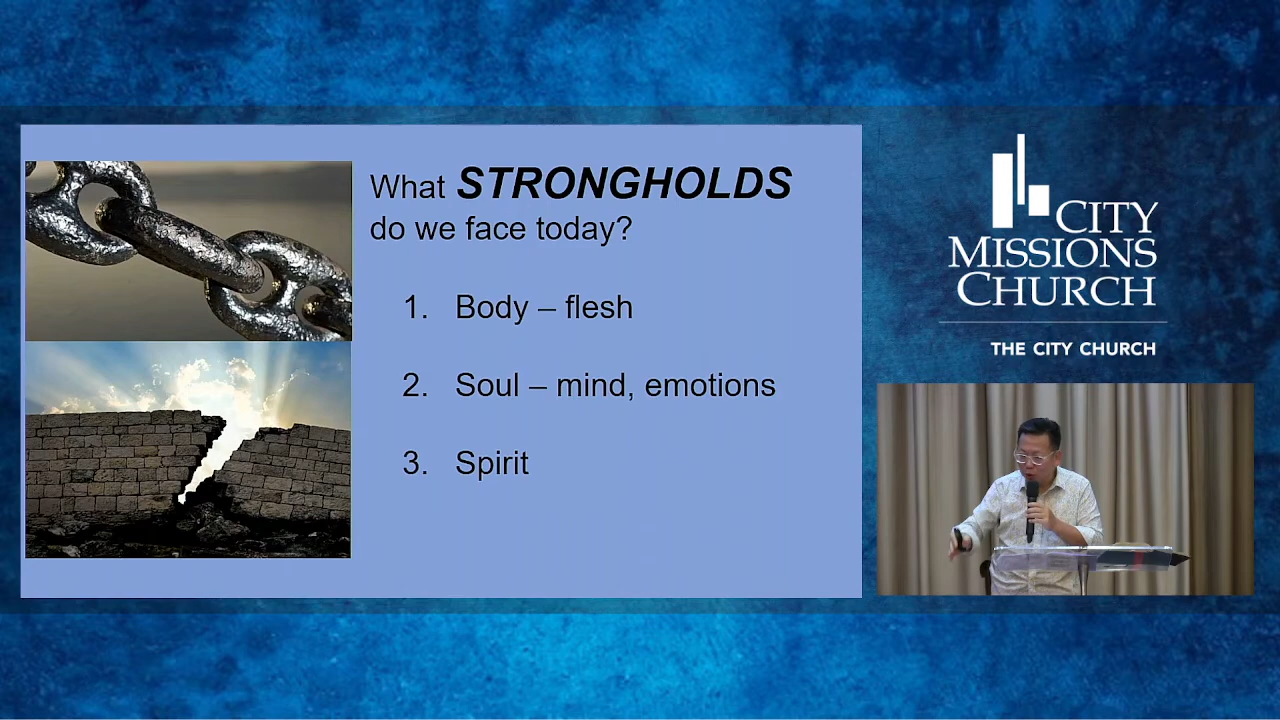 What STRONGHOLDS
do we face today?
1. Body – flesh
2. Soul – mind, emotions
3. Spirit
CITY
MISSIONS
CHURCH
THE CITY CHURCH